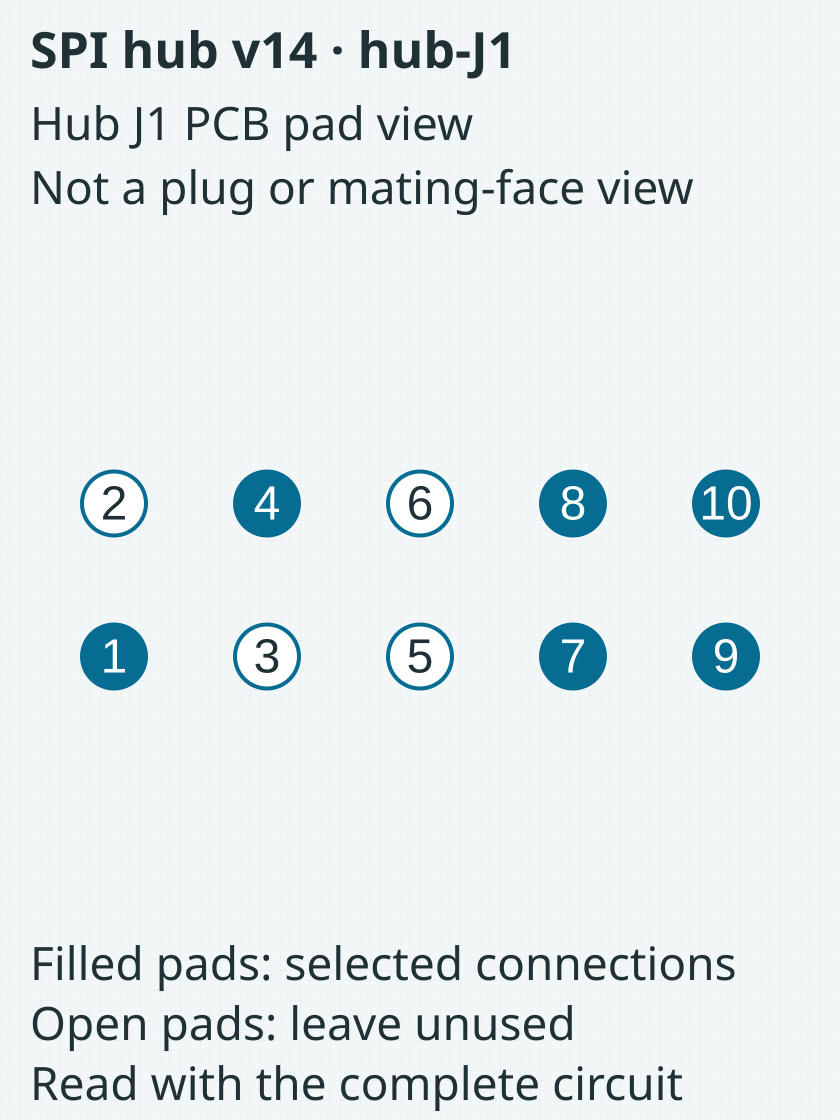 SPI hub v14 · hub-J1
Hub J1 PCB pad view
Not a plug or mating-face view
2 4 6 8 10
1 3 5 7 9
Filled pads: selected connections
Open pads: leave unused
Read with the complete circuit